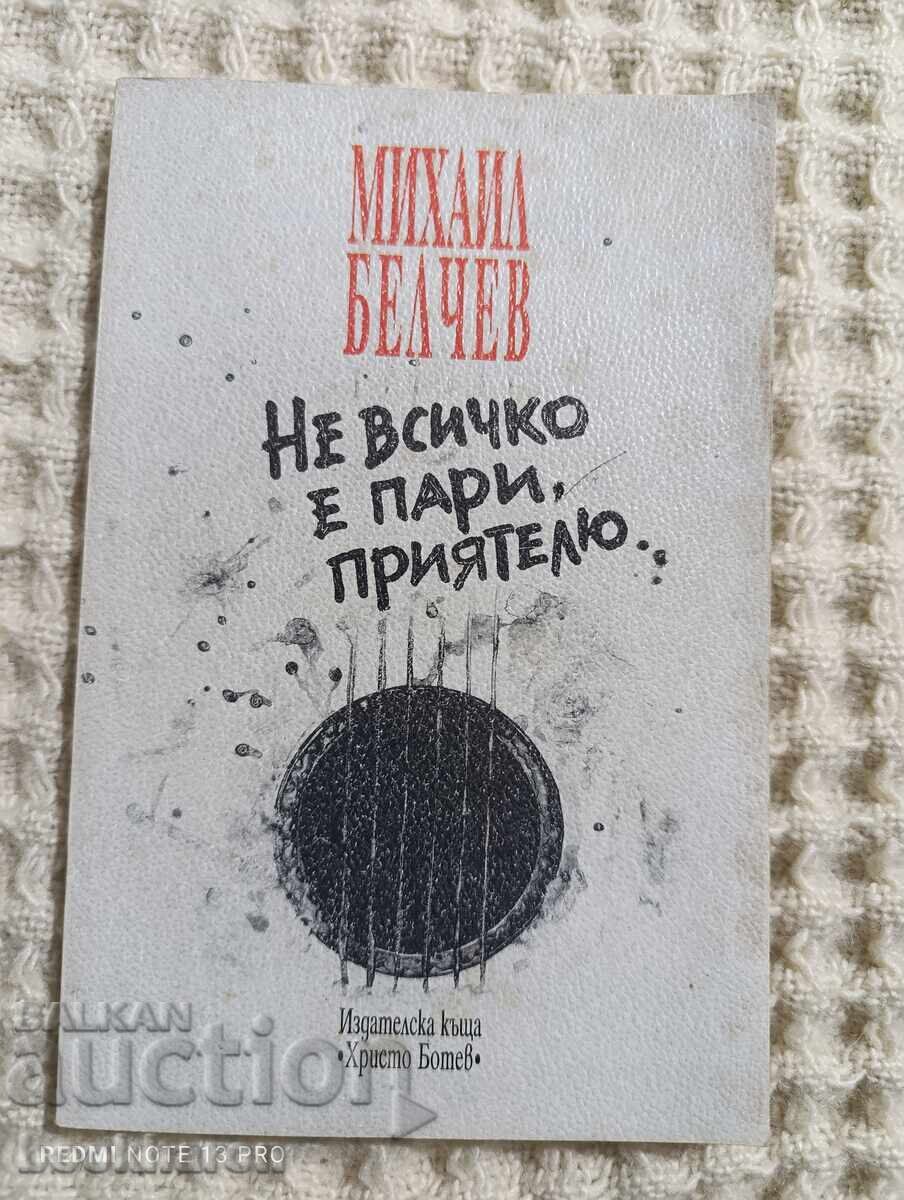 МИХАИЛ
БЕЛЧЕВ
НЕ ВСИЧКО
Е ПАРИ,
ПРИЯТЕЛЮ..
Издателска къща
•Христо Ботев•
BALKAN
auction
REDMI NOTE 13 PRO